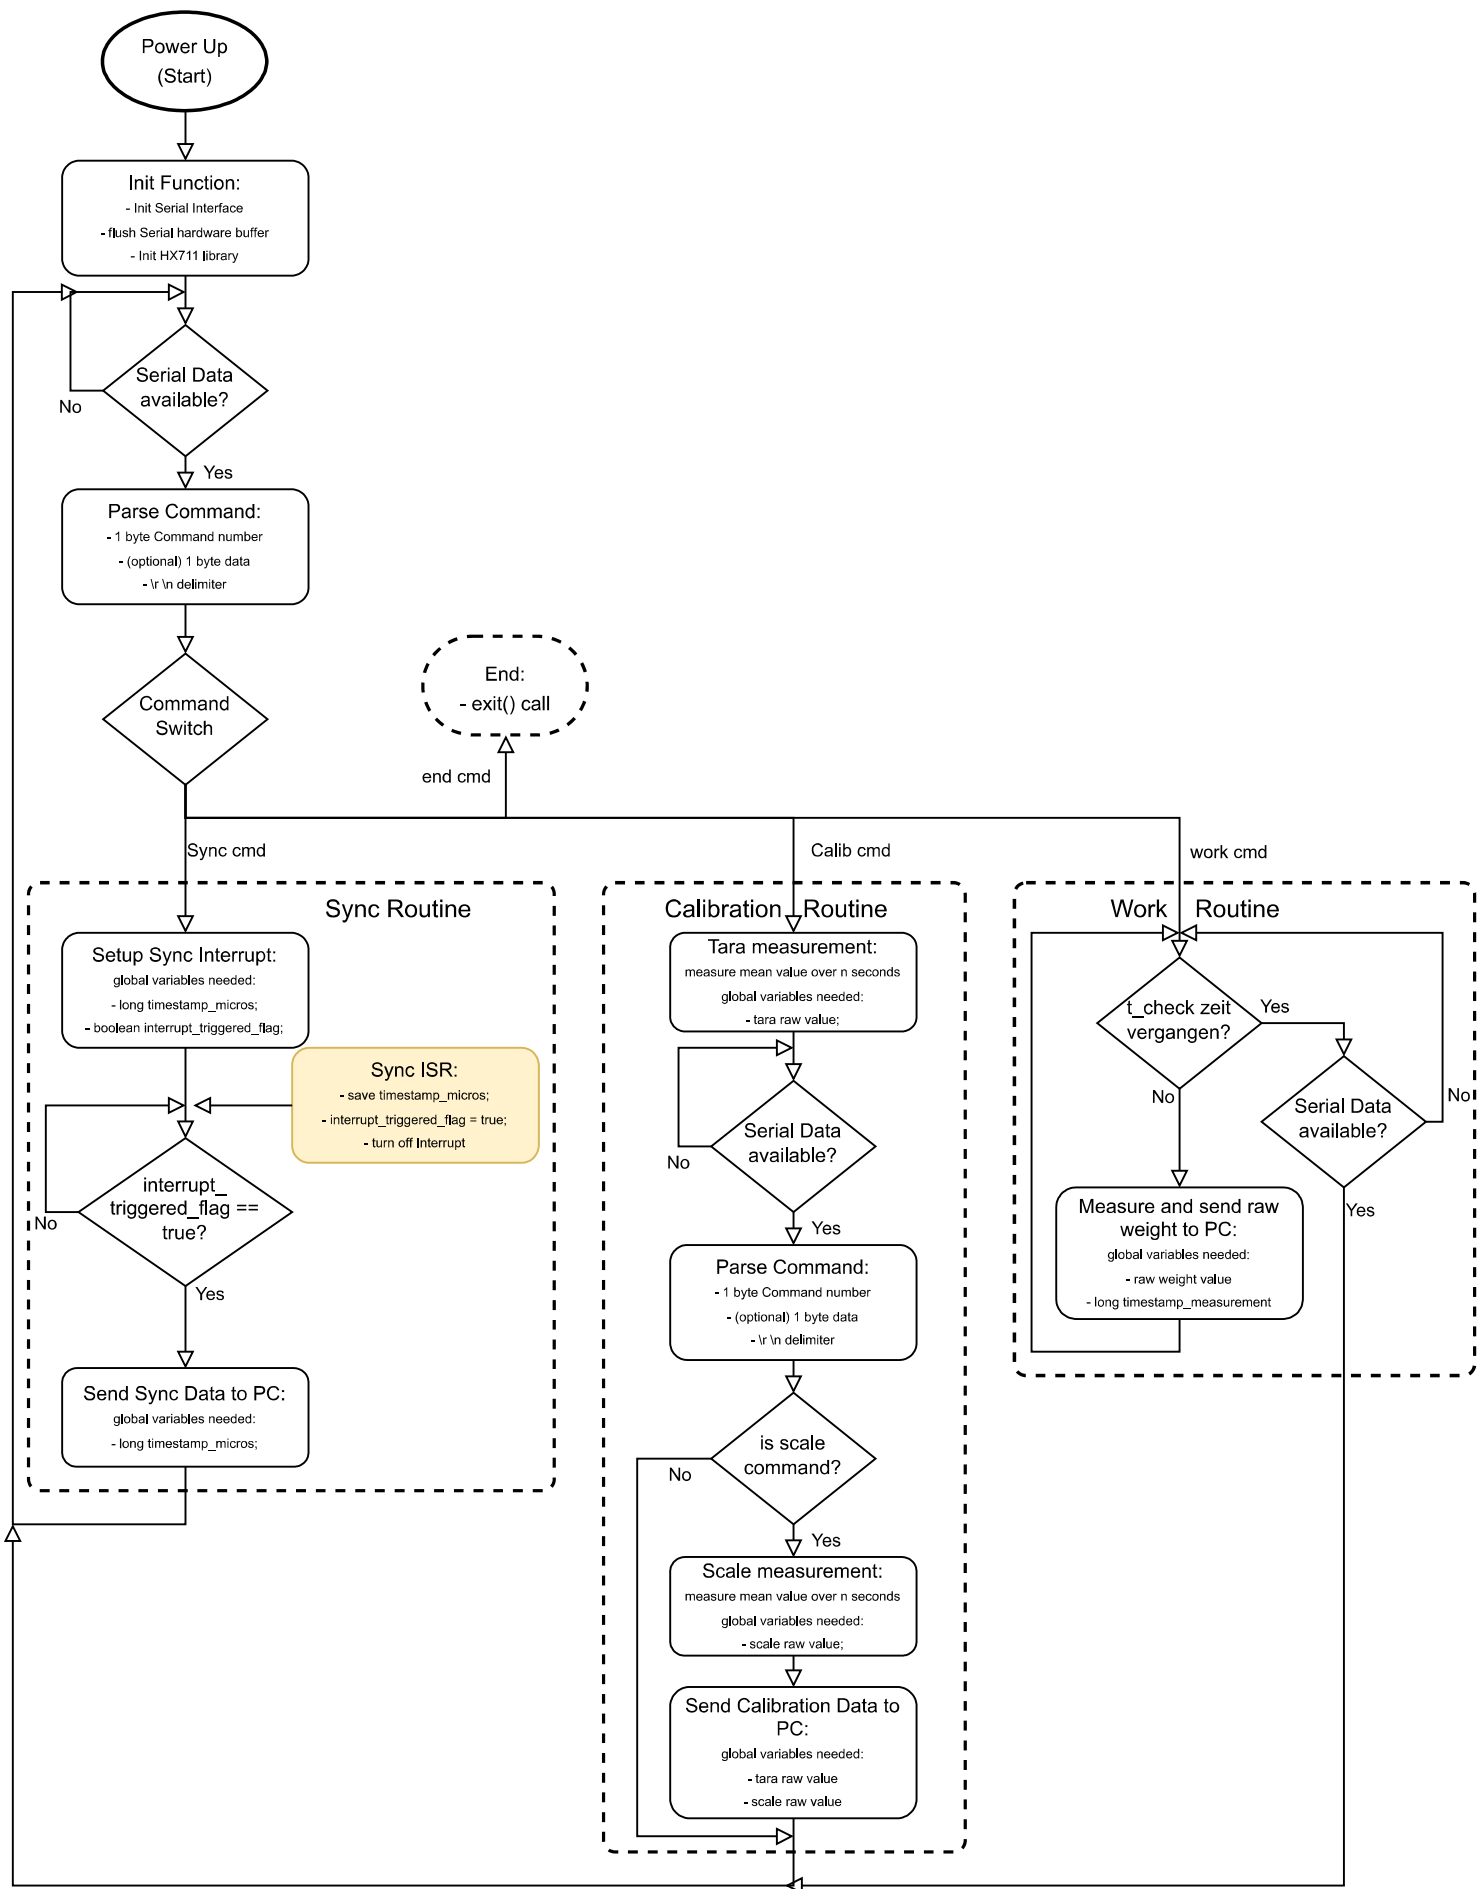 Power Up
(Start)
Init Function:
- Init Serial Interface
- flush Serial hardware buffer
- Init HX711 library
Serial Data
available?
No
Yes
Parse Command:
- 1 byte Command number
- (optional) 1 byte data
- \r \n delimiter
Command
Switch
End:
- exit() call
end cmd
Sync cmd
Calib cmd
work cmd
Sync Routine
Setup Sync Interrupt:
global variables needed:
- long timestamp_micros;
- boolean interrupt_triggered_flag;
Sync ISR:
- save timestamp_micros;
- interrupt_triggered_flag = true;
- turn off Interrupt
interrupt_
triggered_flag ==
true?
No
Yes
Send Sync Data to PC:
global variables needed:
- long timestamp_micros;
Calibration Routine
Tara measurement:
measure mean value over n seconds
global variables needed:
- tara raw value;
Serial Data
available?
No
Yes
Parse Command:
- 1 byte Command number
- (optional) 1 byte data
- \r \n delimiter
is scale
command?
No
Yes
Scale measurement:
measure mean value over n seconds
global variables needed:
- scale raw value;
Send Calibration Data to
PC:
global variables needed:
- tara raw value
- scale raw value
Work Routine
t_check zeit
vergangen?
Yes
No
Serial Data
available?
No
Yes
Measure and send raw
weight to PC:
global variables needed:
- raw weight value
- long timestamp_measurement